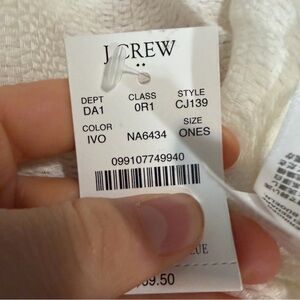 J.CREW
DEPT CLASS STYLE
DA1 0R1 CJ139
COLOR SIZE
IVO NA6434 ONES
099107749940